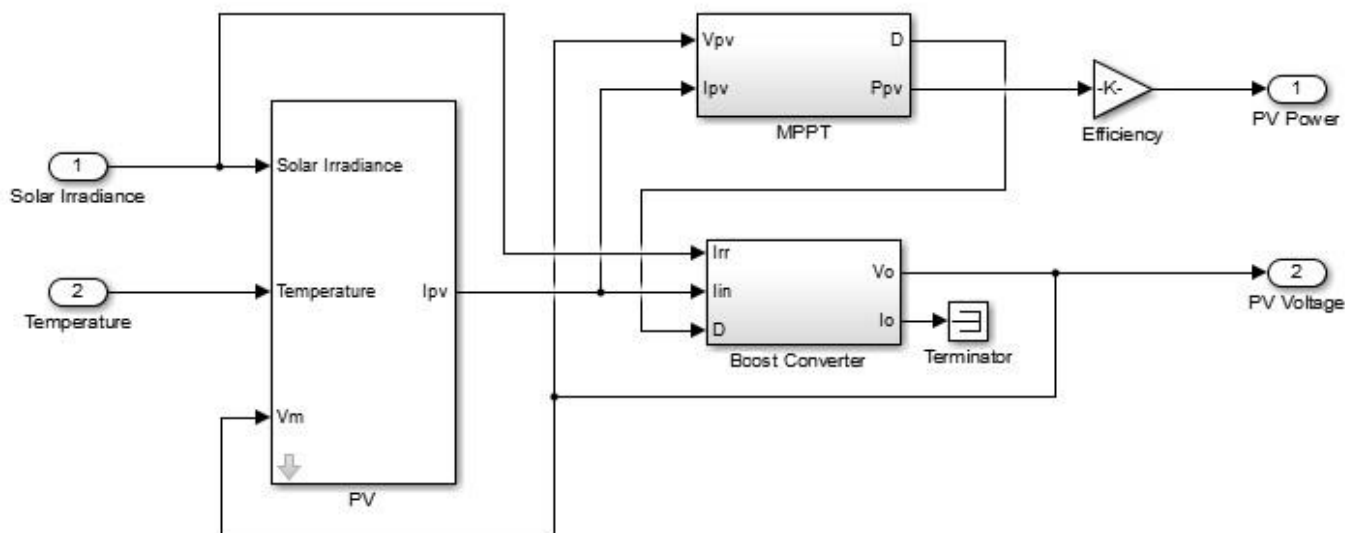 Vpv
D
Ipv
Ppv
MPPT
-K-
Efficiency
1
PV Power
1
Solar Irradiance
Solar Irradiance
2
Temperature
Temperature
Ipv
Vm
PV
Irr
Iin
D
Vo
Io
Boost Converter
Terminator
2
PV Voltage